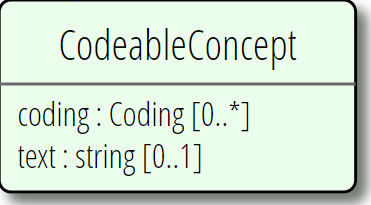 CodeableConcept
coding : Coding [0..*]
text : string [0..1]